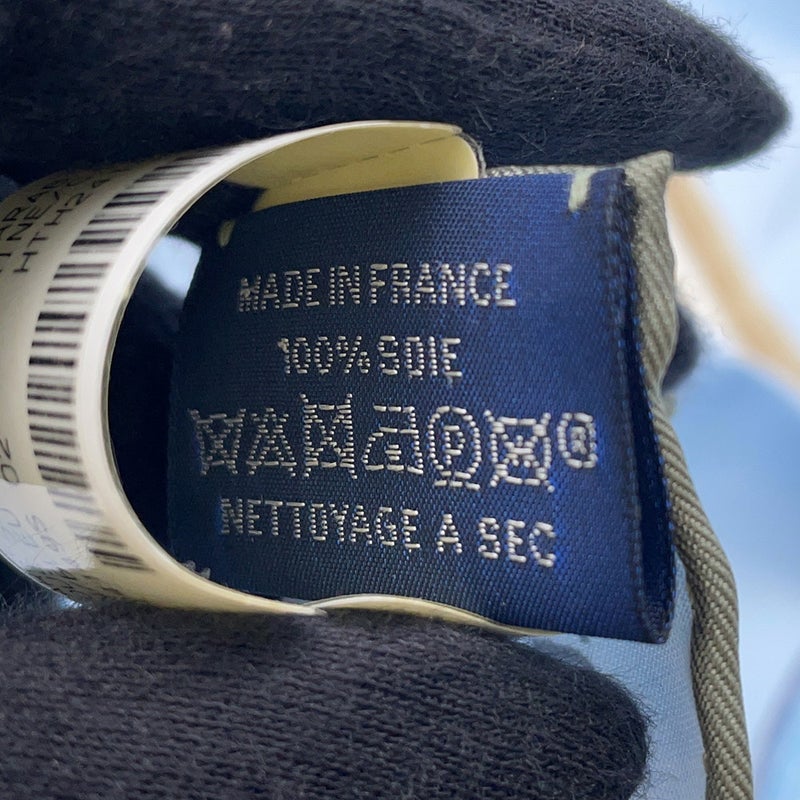 MADE IN FRANCE
100% SOIE
P
®
NETTOYAGE A SEC